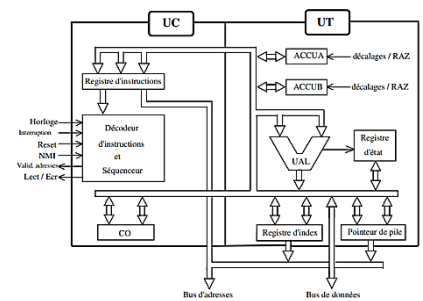 UC
UT
ACCUA
décalages / RAZ
Registre d'instructions
ACCUB
décalages / RAZ
Horloge
Interruption
Reset
NMI
Valid. adresses
Lect / Ecr
Décodeur
d'instructions
et
Séquenceur
UAL
Registre
d'état
CO
Registre d'index
Pointeur de pile
Bus d'adresses
Bus de données